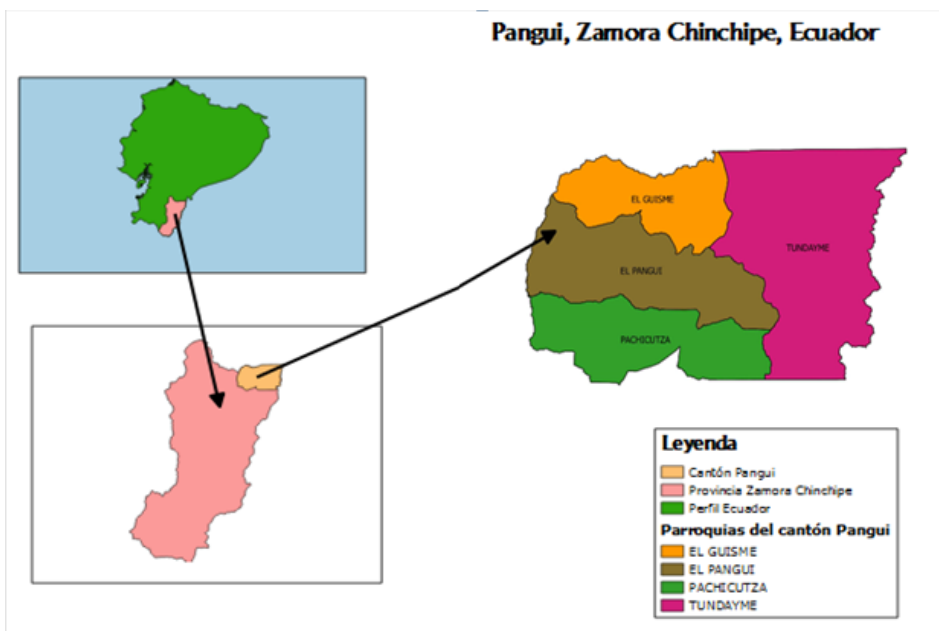 Pangui, Zamora Chinchipe, Ecuador
EL GUISME
TUNDAYME
EL PANGUI
PACHICUTZA
Leyenda
Cantón Pangui
Provincia Zamora Chinchipe
Perfil Ecuador
Parroquias del cantón Pangui
EL GUISME
EL PANGUI
PACHICUTZA
TUNDAYME